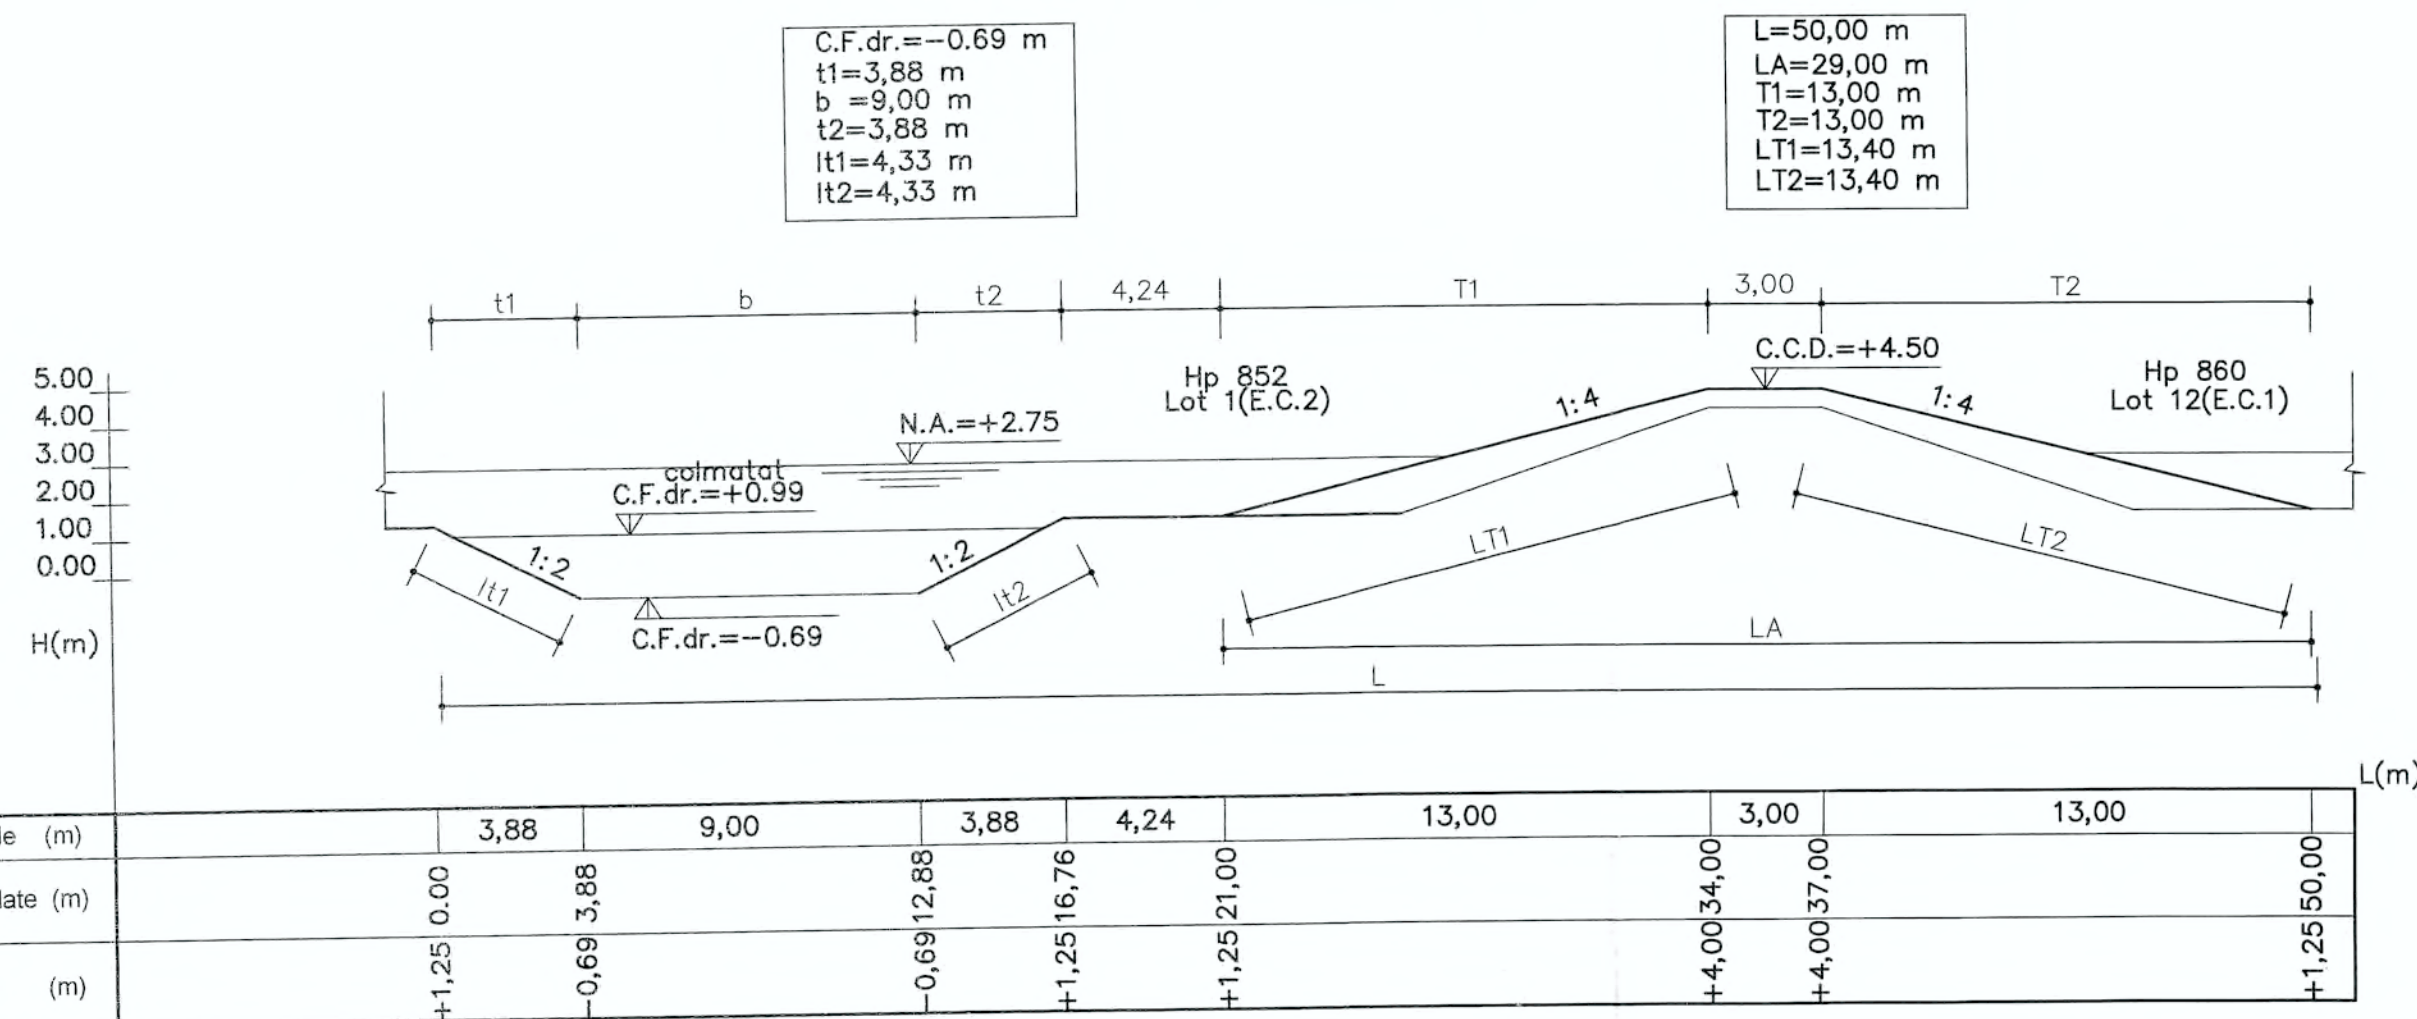 C.F.dr.=-0.69 m
t1=3,88 m
b =9,00 m
t2=3,88 m
lt1=4,33 m
lt2=4,33 m
L=50,00 m
LA=29,00 m
T1=13,00 m
T2=13,00 m
LT1=13,40 m
LT2=13,40 m
t1
b
t2
4,24
T1
3,00
T2
C.C.D.=+4.50
Hp 852
Lot 1(E.C.2)
Hp 860
Lot 12(E.C.1)
1:4
1:4
N.A.=+2.75
colmatat
C.F.dr.=+0.99
5.00
4.00
3.00
2.00
1.00
0.00
H(m)
1:2
1:2
lt1
lt2
C.F.dr.=-0.69
LT1
LT2
LA
L
L(m)
le (m)
3,88
9,00
3,88
4,24
13,00
3,00
13,00
late (m)
0.00
3,88
12,88
16,76
21,00
34,00
37,00
50,00
(m)
+1,25
-0,69
-0,69
+1,25
+1,25
+4,00
+4,00
+1,25